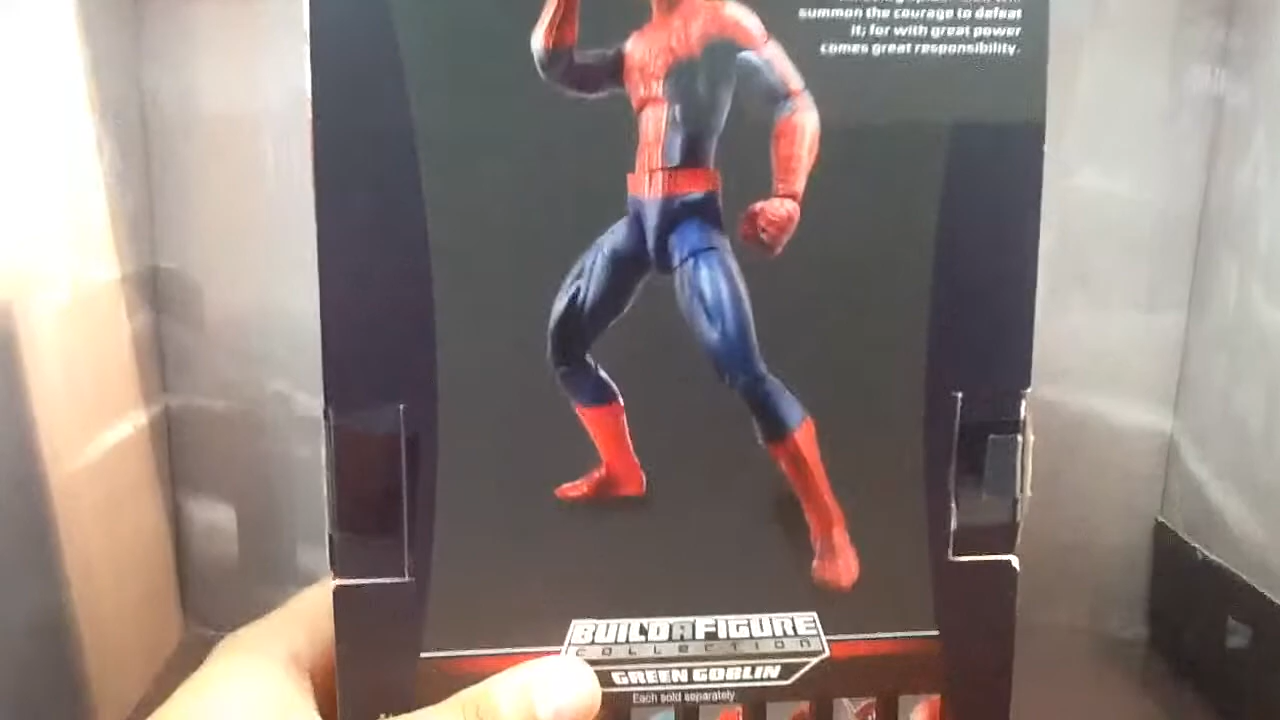 summon the courage to defeat
it; for with great power
comes great responsibility.
BUILD A FIGURE
COLLECTION
GREEN GOBLIN
Each sold separately.